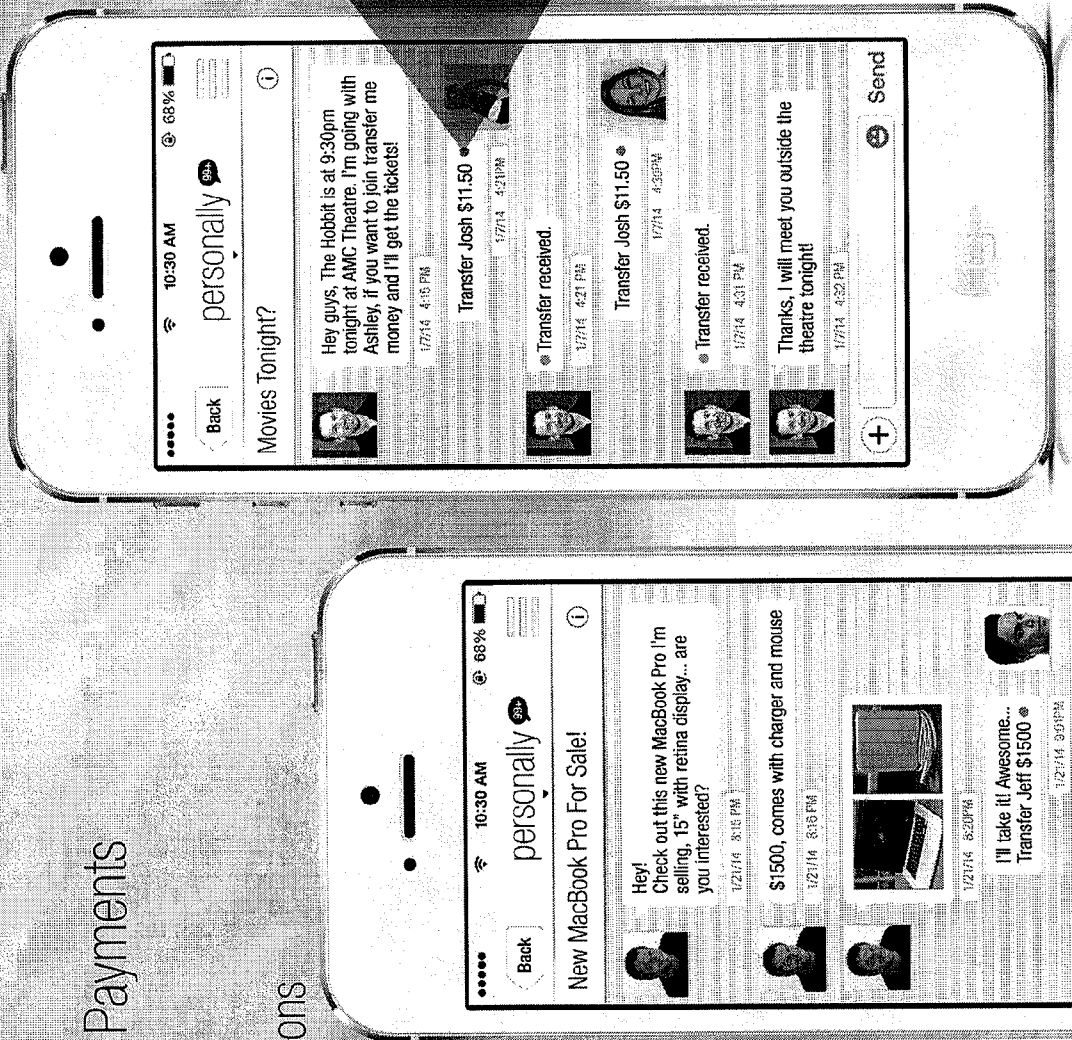 Payments
ons
10:30 AM
68%
Back
personally
99+
Movies Tonight?
Hey guys, The Hobbit is at 9:30pm
tonight at AMC Theatre. I'm going with
Ashley, if you want to join transfer me
money and I'll get the tickets!
1/7/14 4:15 PM
Transfer Josh $11.50
1/7/14 4:21PM
Transfer received.
1/7/14 4:21 PM
Transfer Josh $11.50
1/7/14 4:30PM
Transfer received.
1/7/14 4:31 PM
Thanks, I will meet you outside the
theatre tonight!
1/7/14 4:32 PM
Send
10:30 AM
68%
Back
personally
99+
New MacBook Pro For Sale!
Hey!
Check out this new MacBook Pro I'm
selling, 15" with retina display... are
you interested?
1/21/14 8:15 PM
$1500, comes with charger and mouse
1/21/14 8:16 PM
1/21/14 8:20PM
I'll take it! Awesome...
Transfer Jeff $1500
1/21/14 9:01PM